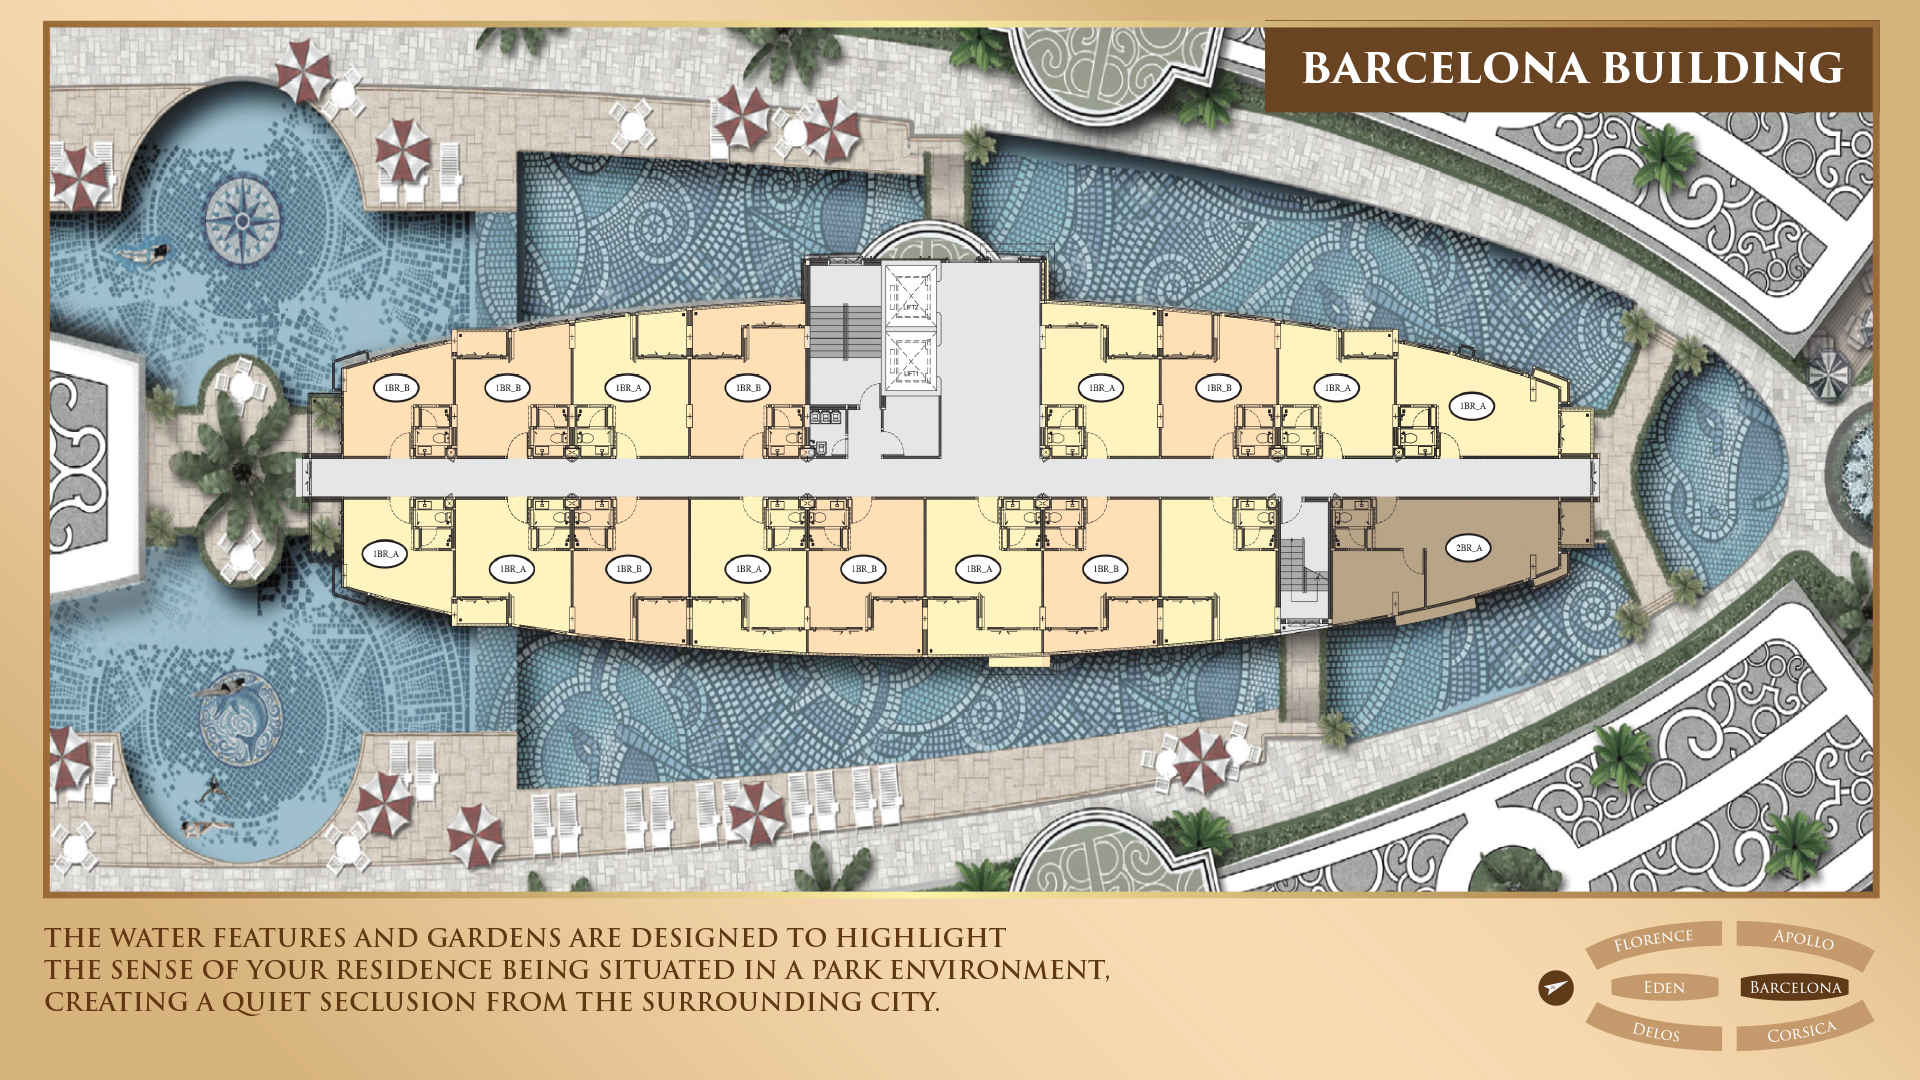 BARCELONA BUILDING
LIFT2
LIFT1
1BR_B
1BR_B
1BR_A
1BR_B
1BR_A
1BR_B
1BR_A
1BR_A
1BR_A
1BR_A
1BR_B
1BR_A
1BR_B
1BR_A
1BR_B
2BR_A
THE WATER FEATURES AND GARDENS ARE DESIGNED TO HIGHLIGHT
THE SENSE OF YOUR RESIDENCE BEING SITUATED IN A PARK ENVIRONMENT,
CREATING A QUIET SECLUSION FROM THE SURROUNDING CITY.
FLORENCE
APOLLO
EDEN
BARCELONA
DELOS
CORSICA